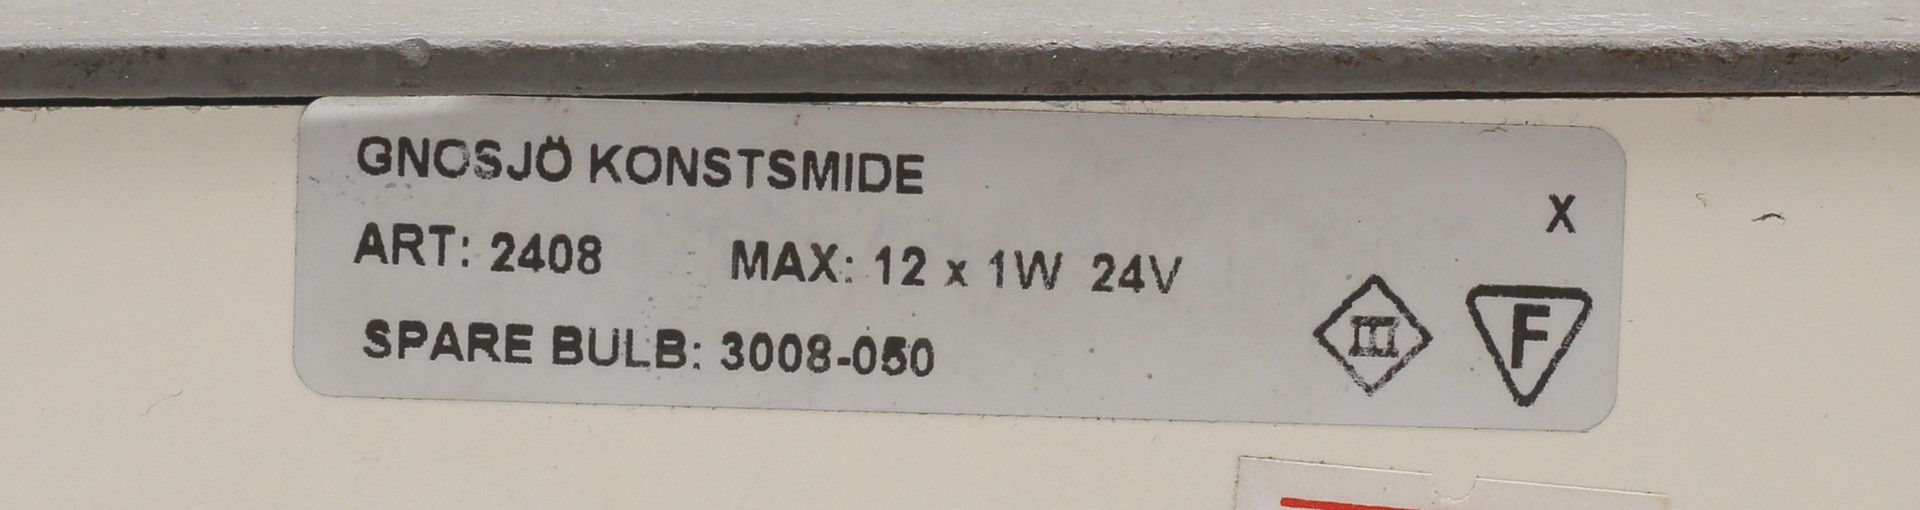 GNOSJÖ KONSTSMIDE
X
ART: 2408 MAX: 12 x 1W 24V
SPARE BULB: 3008-050
III F